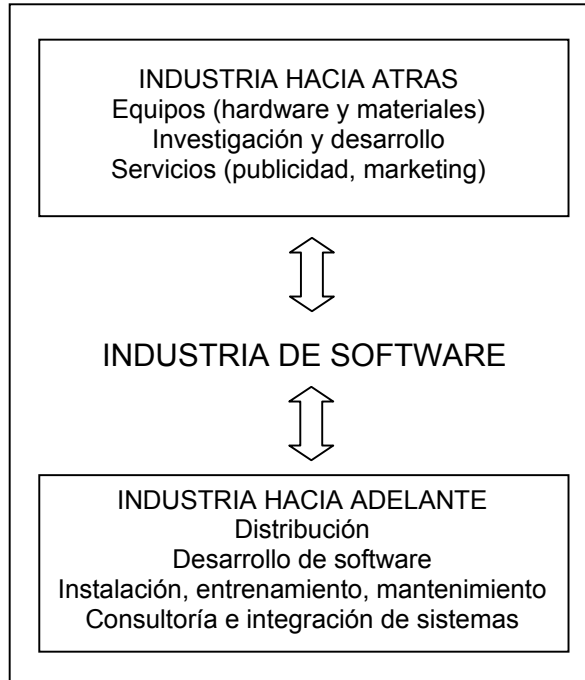 INDUSTRIA HACIA ATRAS
Equipos (hardware y materiales)
Investigación y desarrollo
Servicios (publicidad, marketing)
INDUSTRIA DE SOFTWARE
INDUSTRIA HACIA ADELANTE
Distribución
Desarrollo de software
Instalación, entrenamiento, mantenimiento
Consultoría e integración de sistemas